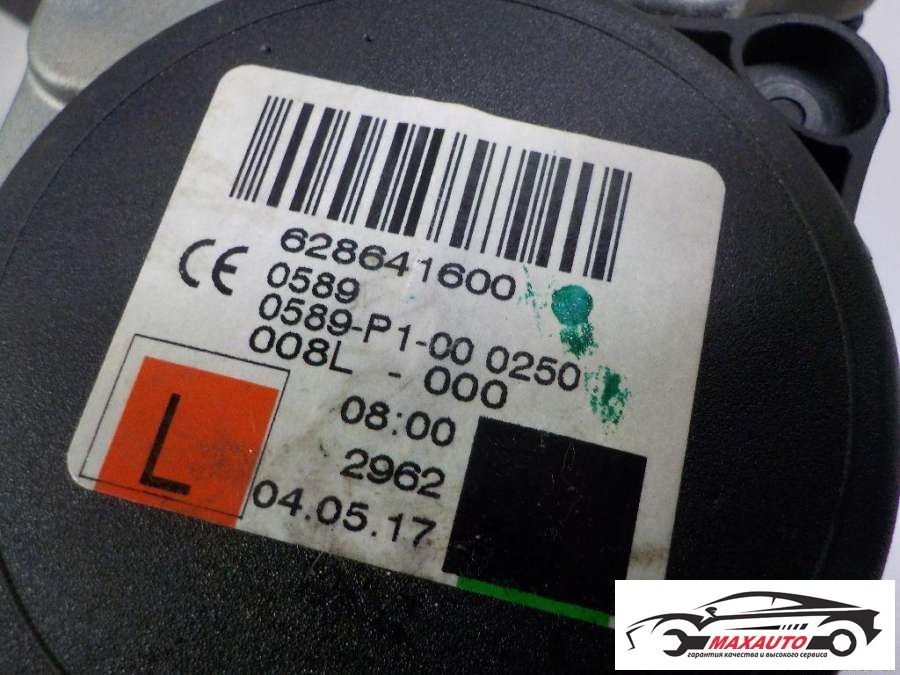 628641600
CE 0589
0589-P1-00 0250
008L - 000
08:00
L 2962
04.05.17
MAXAUTO
гарантия качества и высокого сервиса